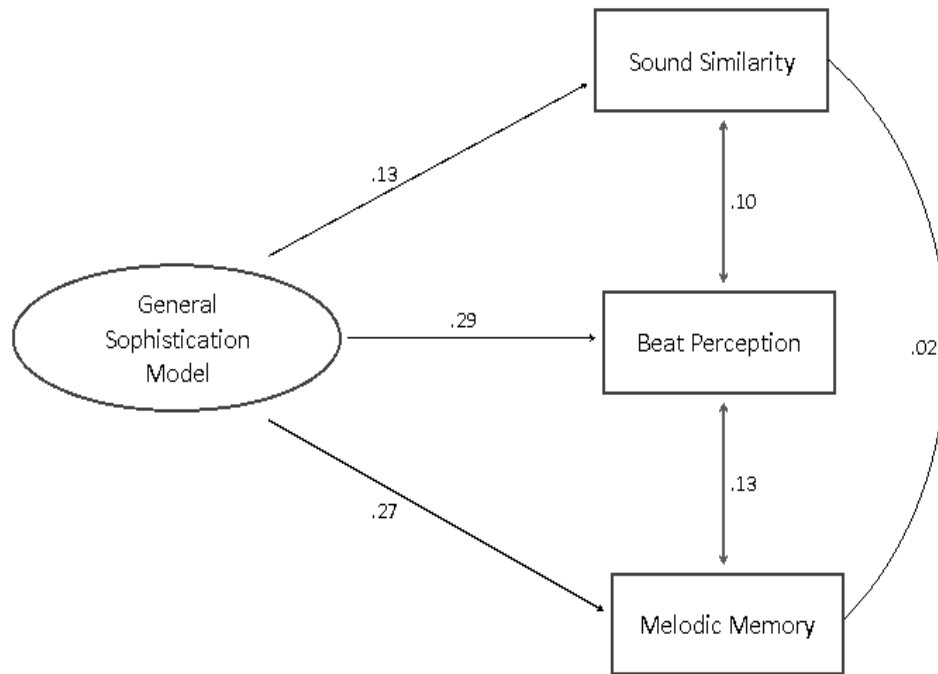 Sound Similarity
.13
.10
General
Sophistication
Model
.29
Beat Perception
.02
.13
.27
Melodic Memory